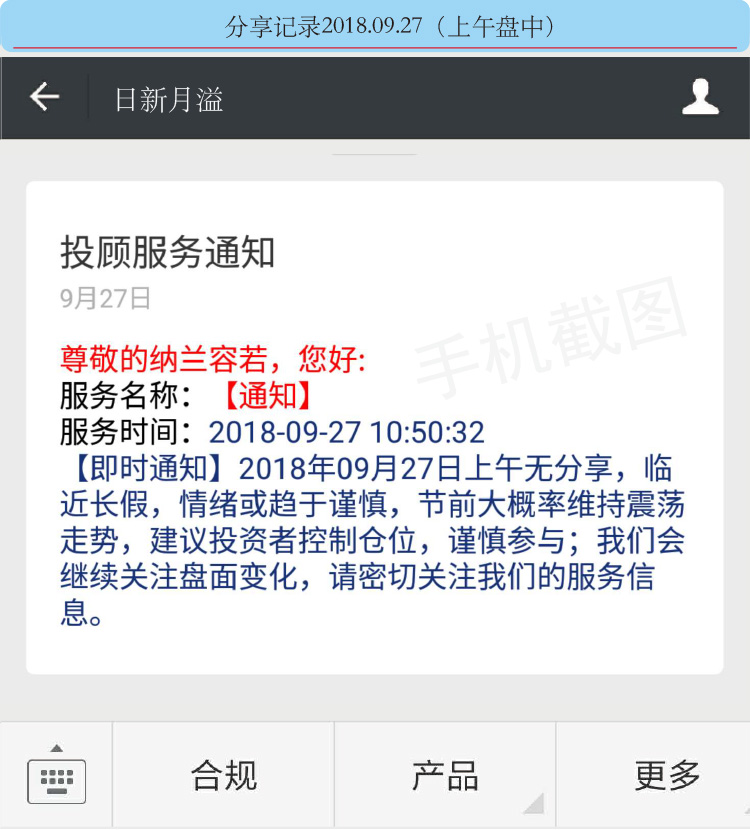 分享记录2018.09.27（上午盘中）
日新月溢
投顾服务通知
9月27日
手机截图
尊敬的纳兰容若，您好:
服务名称：【通知】
服务时间：2018-09-27 10:50:32
【即时通知】2018年09月27日上午无分享，临
近长假，情绪或趋于谨慎，节前大概率维持震荡
走势，建议投资者控制仓位，谨慎参与；我们会
继续关注盘面变化，请密切关注我们的服务信
息。
合规
产品
更多